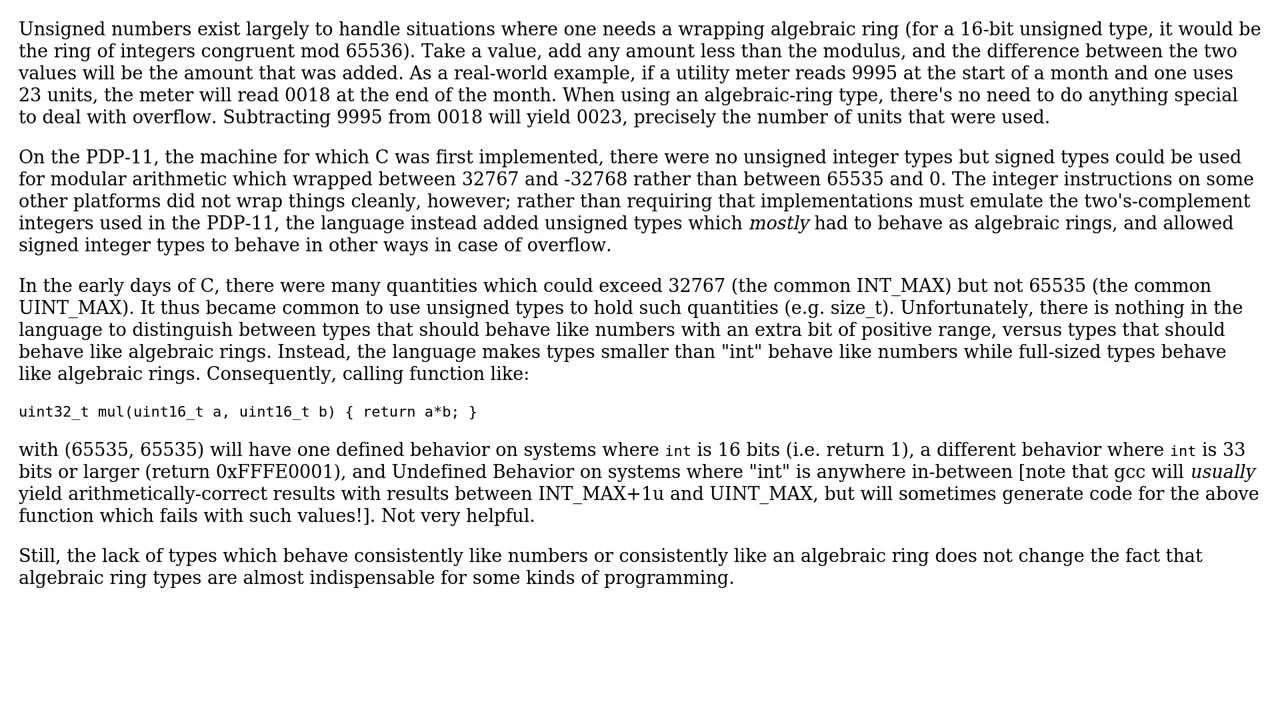 Unsigned numbers exist largely to handle situations where one needs a wrapping algebraic ring (for a 16-bit unsigned type, it would be
the ring of integers congruent mod 65536). Take a value, add any amount less than the modulus, and the difference between the two
values will be the amount that was added. As a real-world example, if a utility meter reads 9995 at the start of a month and one uses
23 units, the meter will read 0018 at the end of the month. When using an algebraic-ring type, there's no need to do anything special
to deal with overflow. Subtracting 9995 from 0018 will yield 0023, precisely the number of units that were used.
On the PDP-11, the machine for which C was first implemented, there were no unsigned integer types but signed types could be used
for modular arithmetic which wrapped between 32767 and -32768 rather than between 65535 and 0. The integer instructions on some
other platforms did not wrap things cleanly, however; rather than requiring that implementations must emulate the two's-complement
integers used in the PDP-11, the language instead added unsigned types which mostly had to behave as algebraic rings, and allowed
signed integer types to behave in other ways in case of overflow.
In the early days of C, there were many quantities which could exceed 32767 (the common INT_MAX) but not 65535 (the common
UINT_MAX). It thus became common to use unsigned types to hold such quantities (e.g. size_t). Unfortunately, there is nothing in the
language to distinguish between types that should behave like numbers with an extra bit of positive range, versus types that should
behave like algebraic rings. Instead, the language makes types smaller than "int" behave like numbers while full-sized types behave
like algebraic rings. Consequently, calling function like:
uint32_t mul(uint16_t a, uint16_t b) { return a*b; }
with (65535, 65535) will have one defined behavior on systems where int is 16 bits (i.e. return 1), a different behavior where int is 33
bits or larger (return 0xFFFE0001), and Undefined Behavior on systems where "int" is anywhere in-between [note that gcc will usually
yield arithmetically-correct results with results between INT_MAX+1u and UINT_MAX, but will sometimes generate code for the above
function which fails with such values!]. Not very helpful.
Still, the lack of types which behave consistently like numbers or consistently like an algebraic ring does not change the fact that
algebraic ring types are almost indispensable for some kinds of programming.